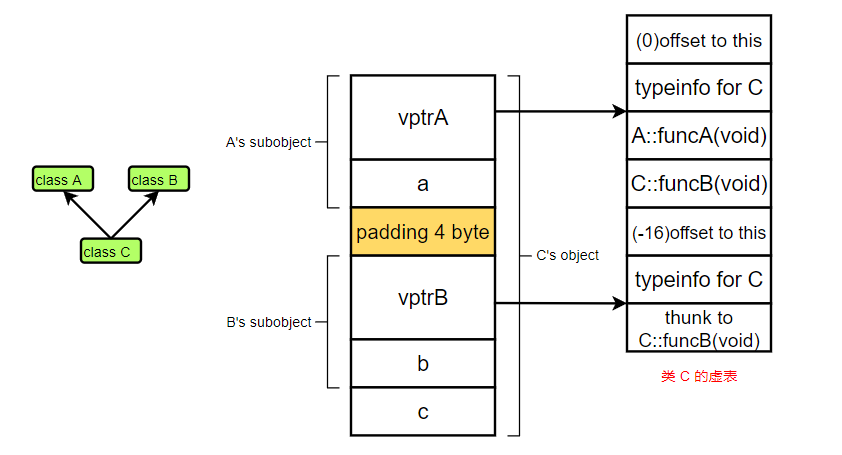 class A
class B
class C
A's subobject
B's subobject
vptrA
a
padding 4 byte
vptrB
b
c
C's object
(0)offset to this
typeinfo for C
A::funcA(void)
C::funcB(void)
(-16)offset to this
typeinfo for C
thunk to
C::funcB(void)
类 C 的虚表